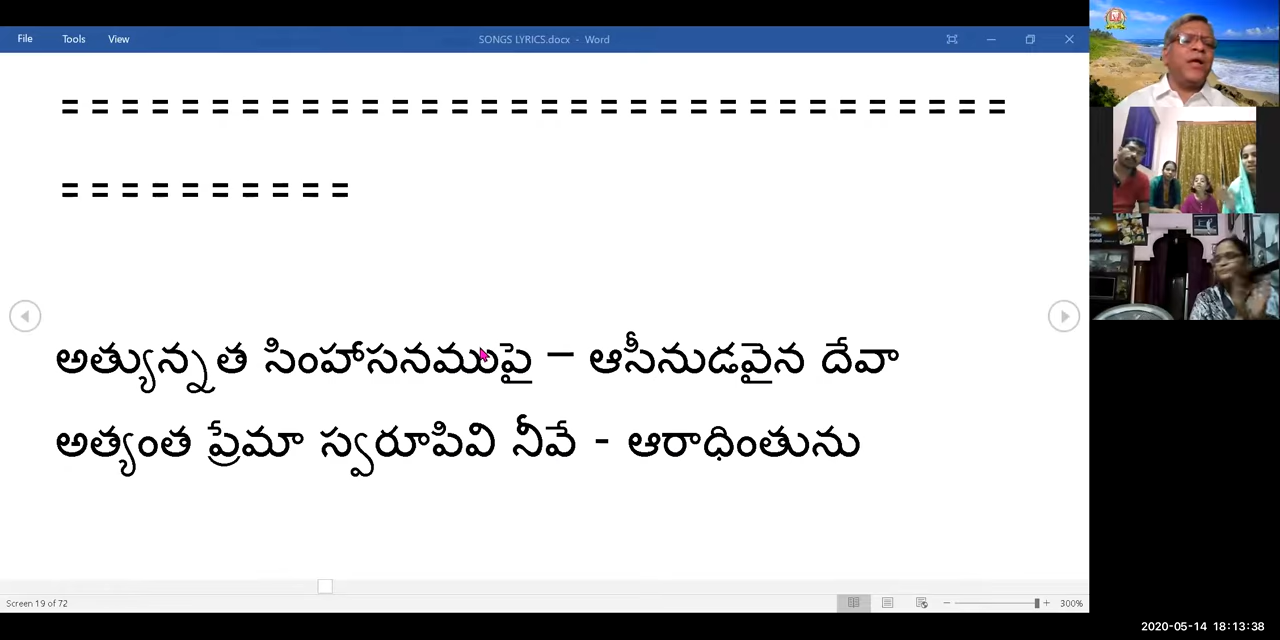 File Tools View SONGS LYRICS.docx - Word
= = = = = = = = = = = = = = = = = = = = = = = = = = = = = = = =
= = = = = = = = = =
అత్యున్నత సింహాసనముపై – ఆసీనుడవైన దేవా
అత్యంత ప్రేమా స్వరూపివి నీవే - ఆరాధింతును
Screen 19 of 72 300%
2020-05-14 18:13:38